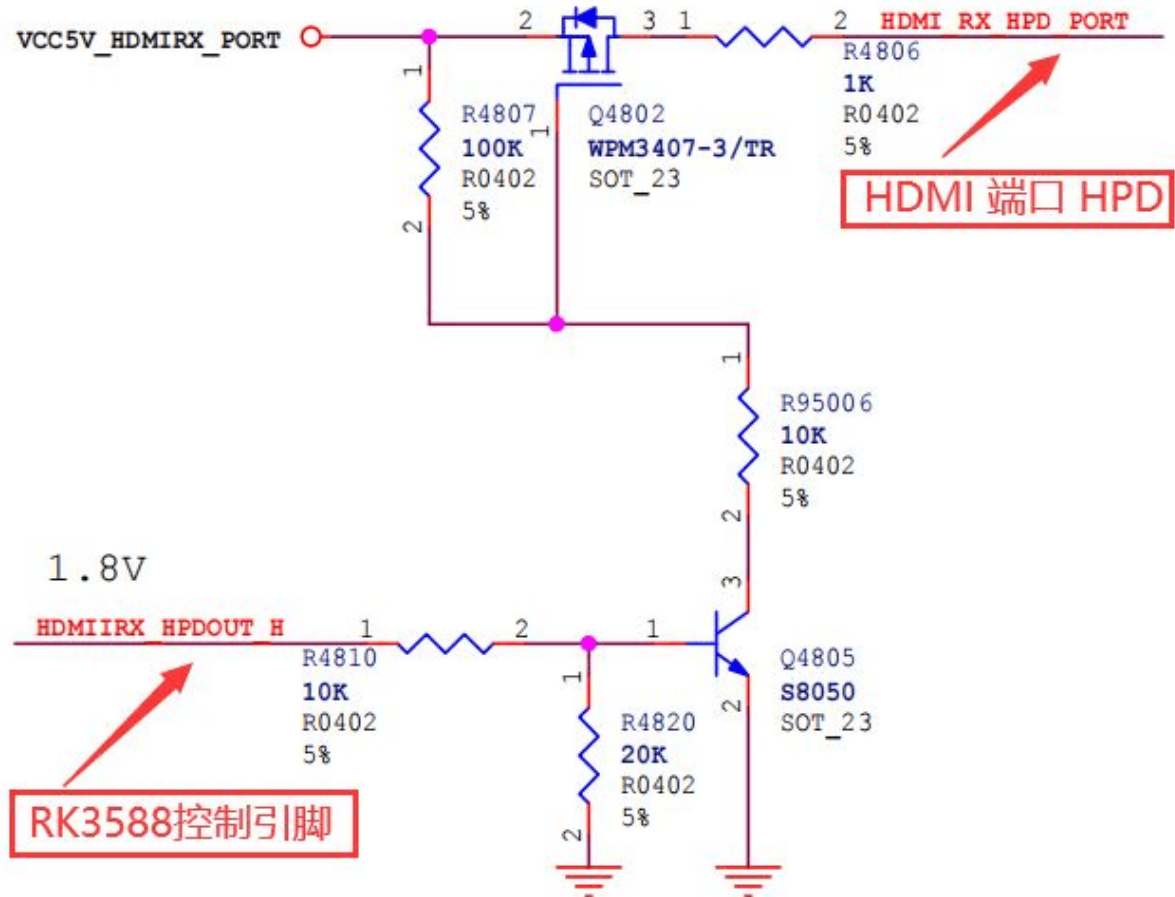 VCC5V_HDMIRX_PORT
2
3
1
2
HDMI_RX_HPD_PORT
R4806
1K
R0402
5%
1
R4807
100K
R0402
5%
2
1
Q4802
WPM3407-3/TR
SOT_23
HDMI 端口 HPD
1
R95006
10K
R0402
5%
2
1.8V
HDMIIRX_HPDOUT_H
1
2
1
3
R4810
10K
R0402
5%
1
R4820
20K
R0402
5%
2
Q4805
S8050
SOT_23
2
RK3588控制引脚